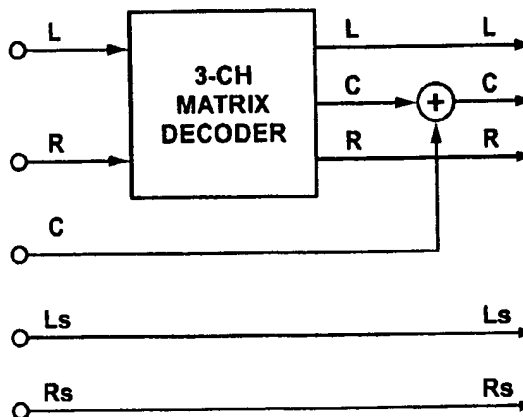 L L L
3-CH
MATRIX
DECODER
C + C
R R R
C
Ls Ls
Rs Rs